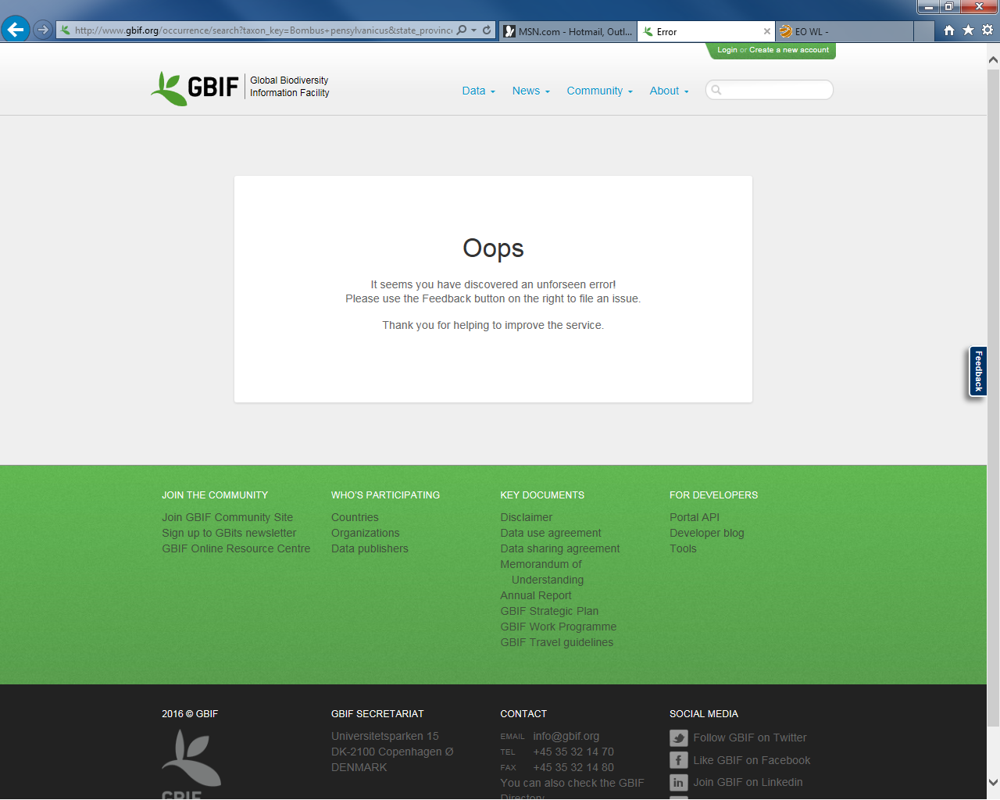 http://www.gbif.org/occurrence/search?taxon_key=Bombus+pensylvanicus&state_province
MSN.com - Hotmail, Outl...
Error
EO WL -
Login or Create a new account
GBIF
Global Biodiversity
Information Facility
Data
News
Community
About
Oops
It seems you have discovered an unforseen error!
Please use the Feedback button on the right to file an issue.
Thank you for helping to improve the service.
Feedback
JOIN THE COMMUNITY
Join GBIF Community Site
Sign up to GBits newsletter
GBIF Online Resource Centre
WHO'S PARTICIPATING
Countries
Organizations
Data publishers
KEY DOCUMENTS
Disclaimer
Data use agreement
Data sharing agreement
Memorandum of
Understanding
Annual Report
GBIF Strategic Plan
GBIF Work Programme
GBIF Travel guidelines
FOR DEVELOPERS
Portal API
Developer blog
Tools
2016 © GBIF
GBIF
GBIF SECRETARIAT
Universitetsparken 15
DK-2100 Copenhagen Ø
DENMARK
CONTACT
EMAIL info@gbif.org
TEL +45 35 32 14 70
FAX +45 35 32 14 80
You can also check the GBIF
Directory
SOCIAL MEDIA
Follow GBIF on Twitter
Like GBIF on Facebook
Join GBIF on Linkedin